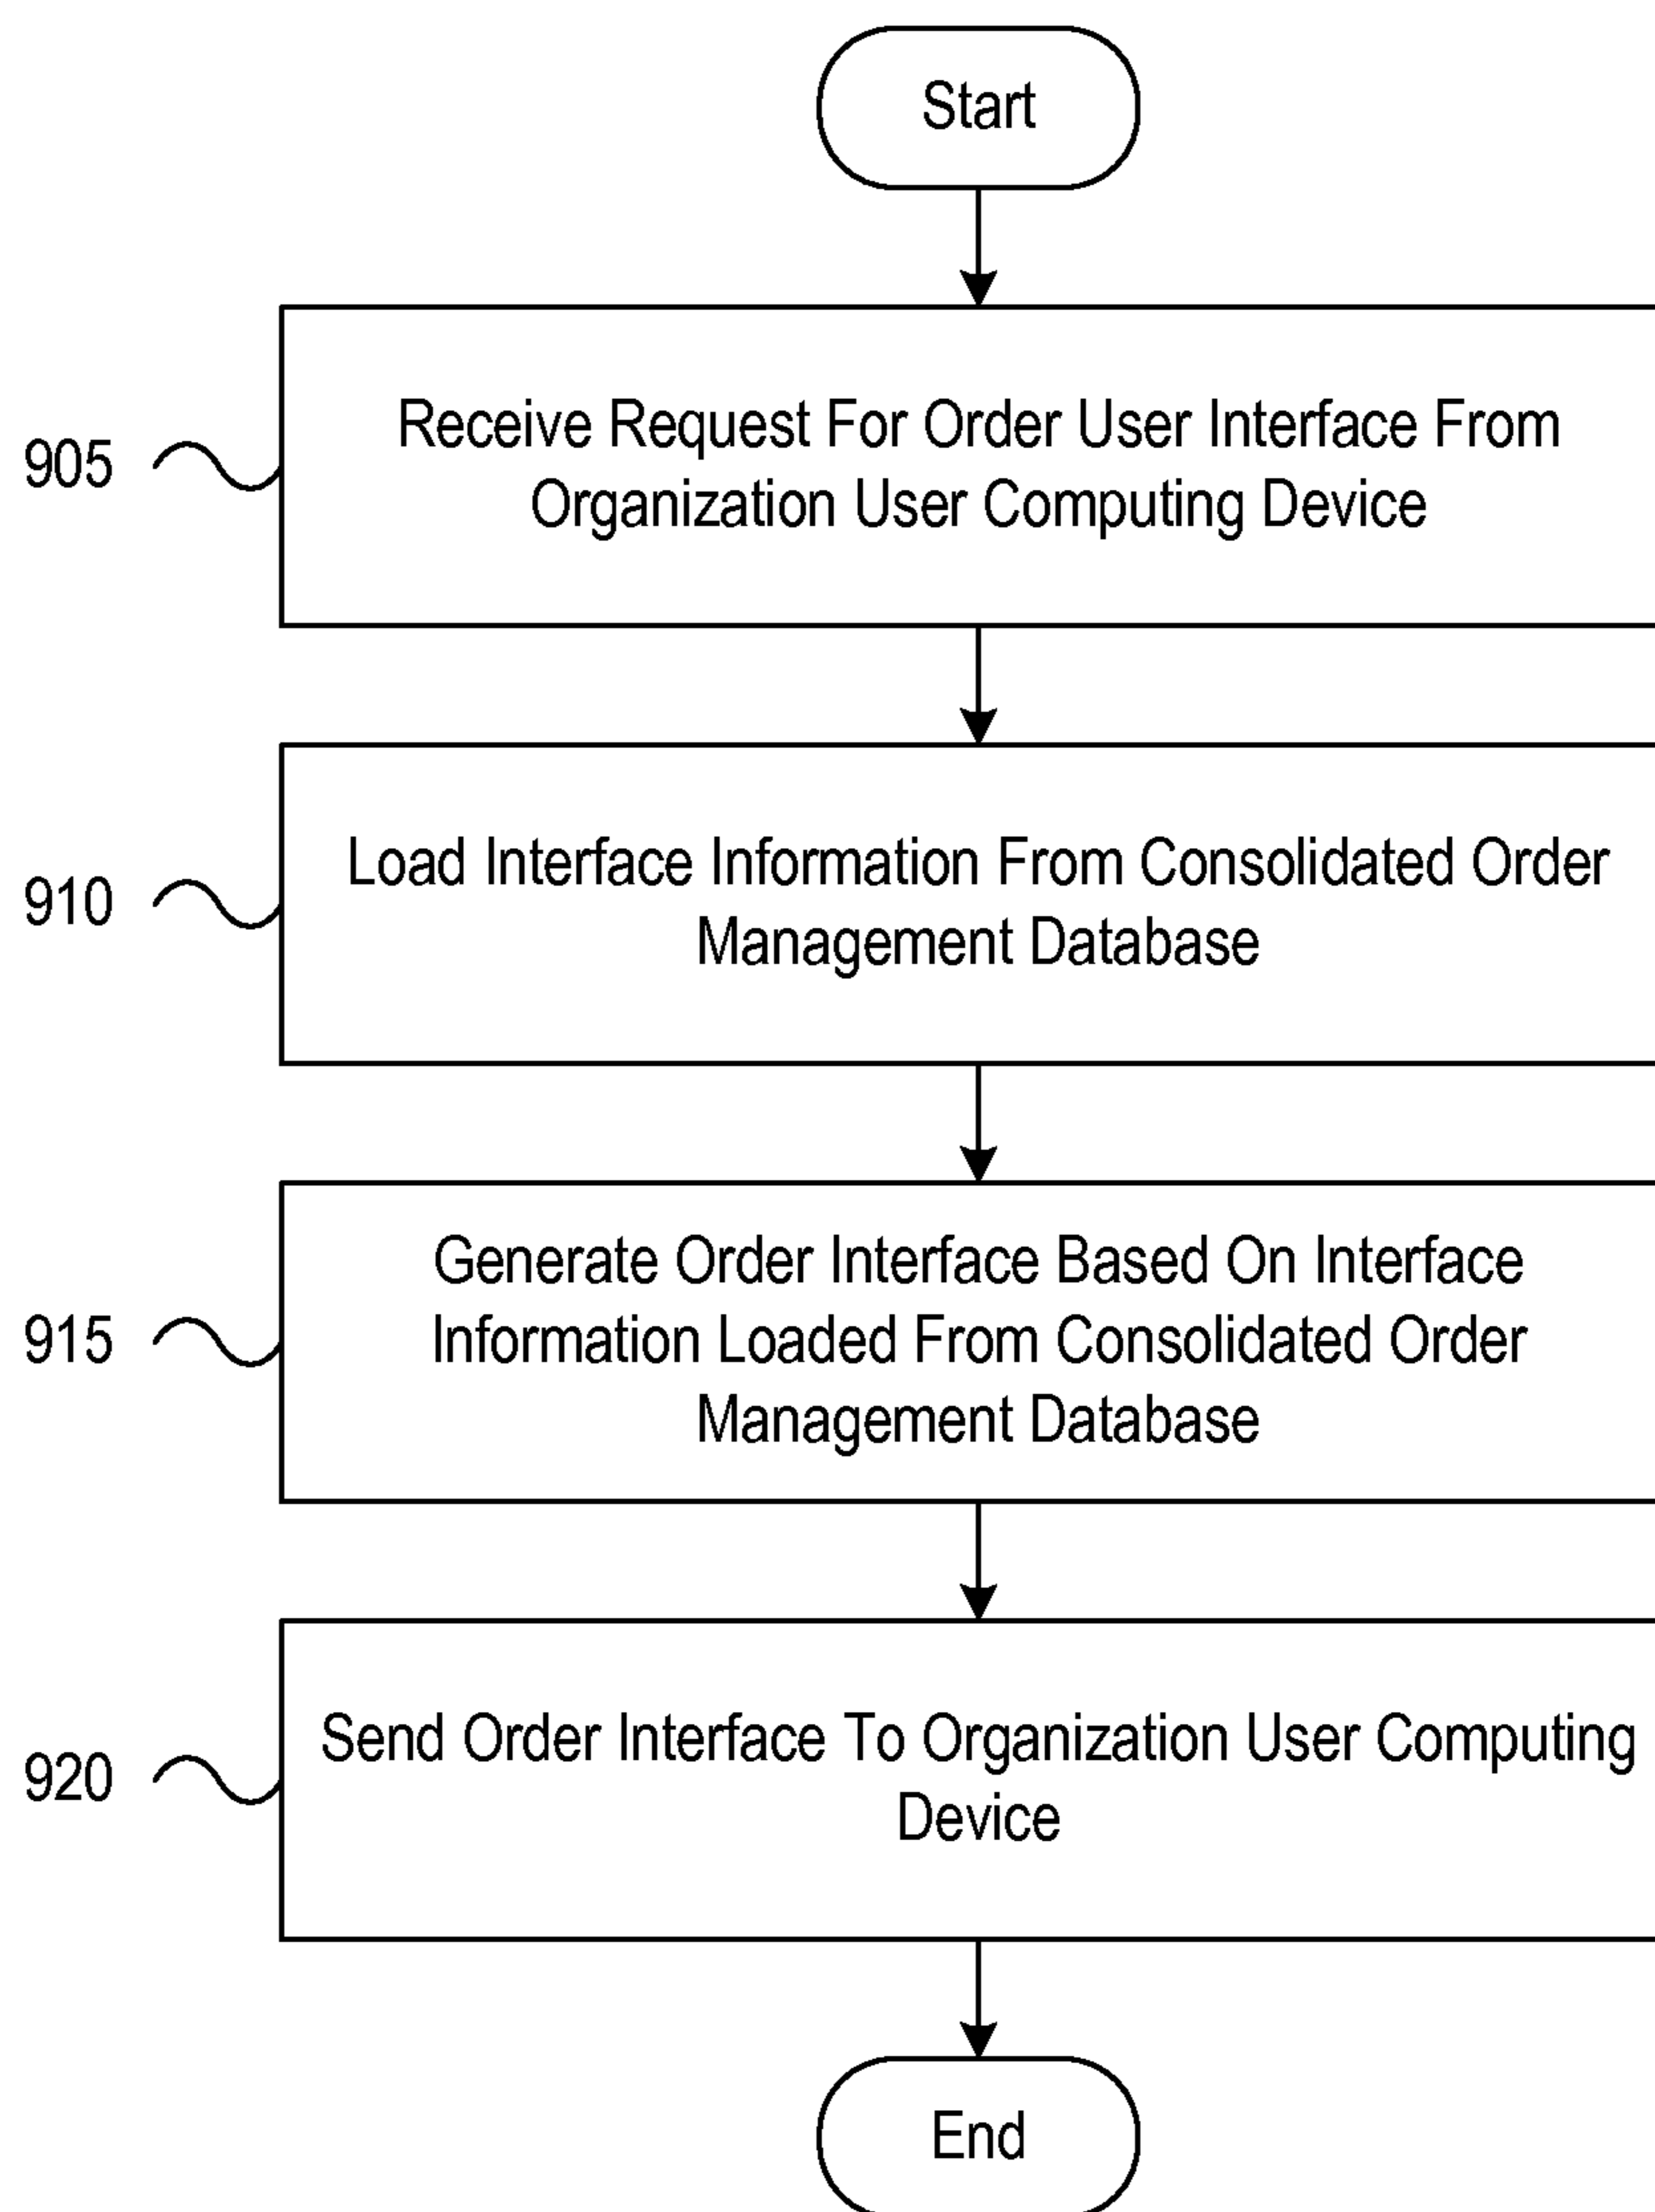 Start
905
Receive Request For Order User Interface From
Organization User Computing Device
910
Load Interface Information From Consolidated Order
Management Database
915
Generate Order Interface Based On Interface
Information Loaded From Consolidated Order
Management Database
920
Send Order Interface To Organization User Computing
Device
End